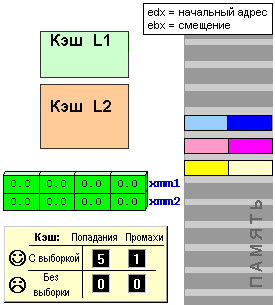 edx = начальный адрес
ebx = смещение
Кэш L1
Кэш L2
0.0 0.0 0.0 0.0 xmm1
0.0 0.0 0.0 0.0 xmm2
ПАМЯТЬ
Кэш: Попадания Промахи
С выборкой 5 1
Без выборки 0 0